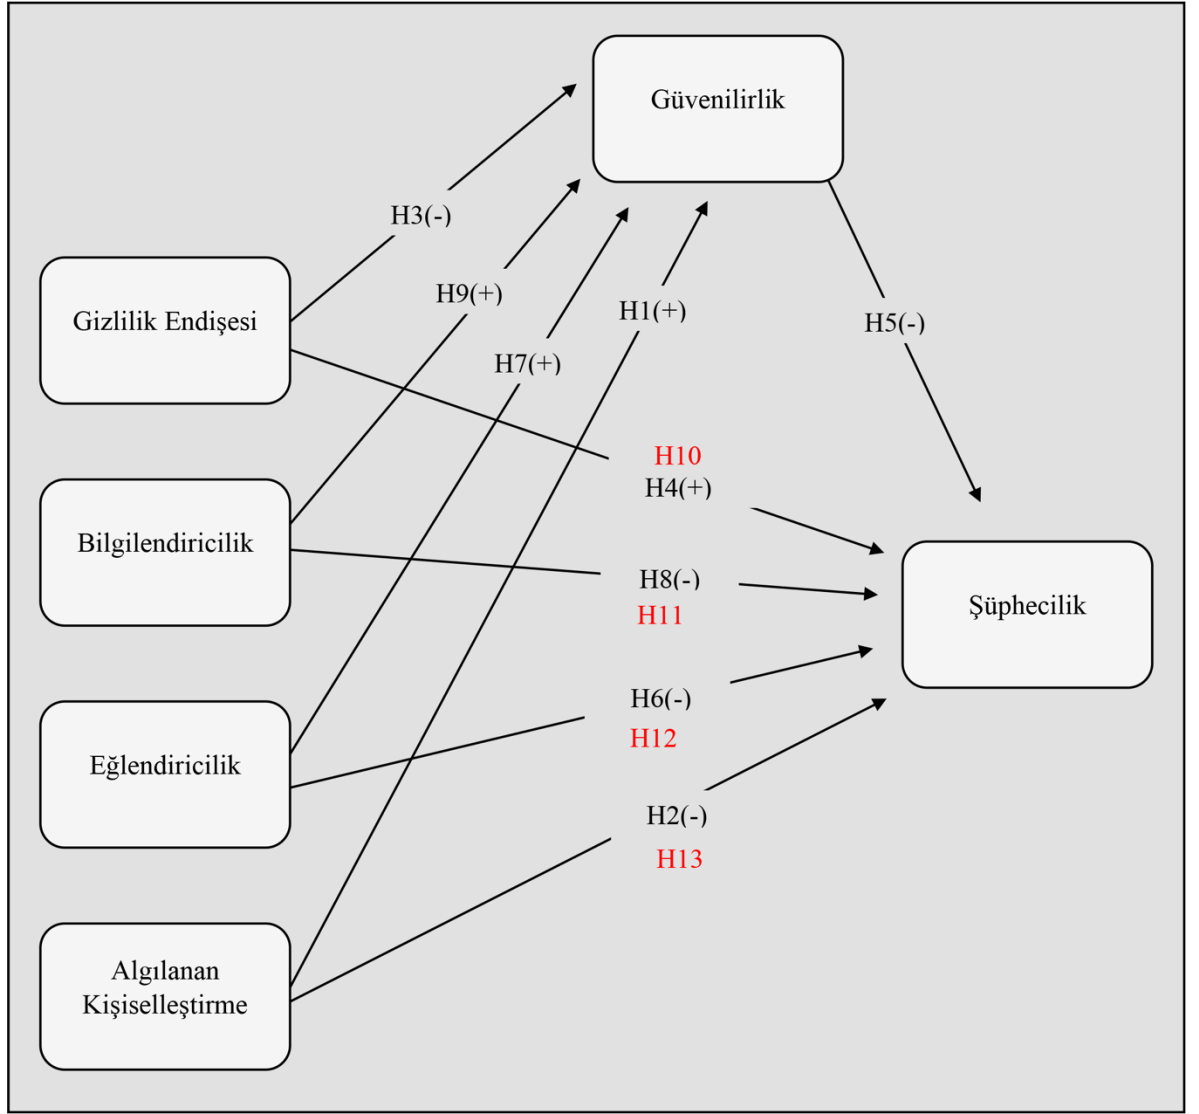 Güvenilirlik
H3(-)
Gizlilik Endişesi
H9(+)
H1(+)
H5(-)
H7(+)
H10
H4(+)
Bilgilendiricilik
H8(-)
H11
Şüphecilik
H6(-)
H12
Eğlendiricilik
H2(-)
H13
Algılanan
Kişiselleştirme